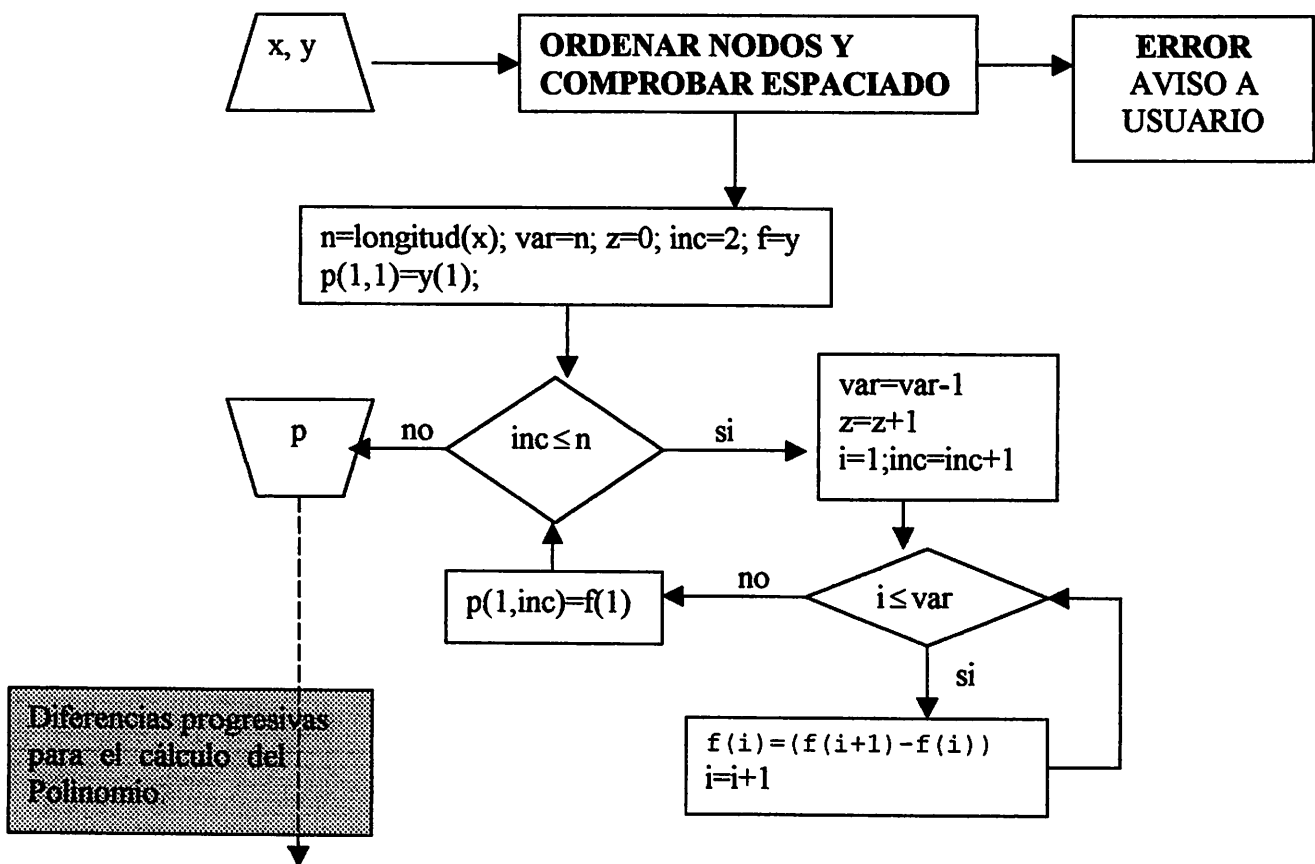 x, y
ORDENAR NODOS Y
COMPROBAR ESPACIADO
ERROR
AVISO A
USUARIO
n=longitud(x); var=n; z=0; inc=2; f=y
p(1,1)=y(1);
p
no
inc≤n
si
var=var-1
z=z+1
i=1;inc=inc+1
p(1,inc)=f(1)
no
i≤var
si
f(i)=(f(i+1)-f(i))
i=i+1
Diferencias progresivas
para el cálculo del
Polinomio